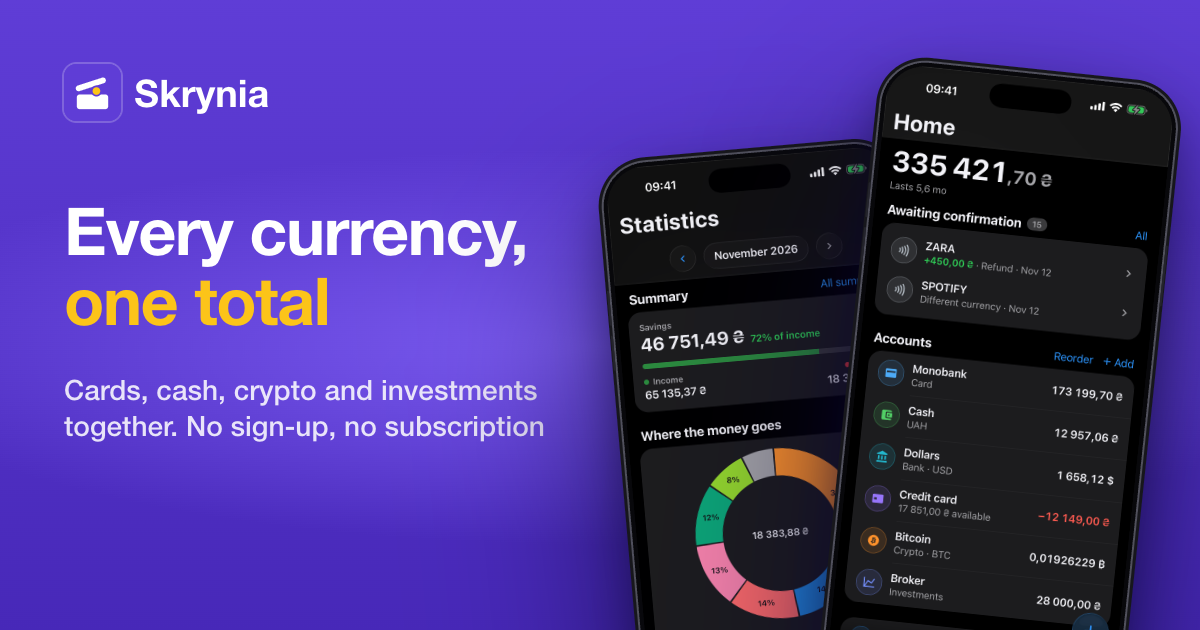 Skrynia
Every currency,
one total
Cards, cash, crypto and investments
together. No sign-up, no subscription
09:41
Statistics
November 2026
Summary
All sum
Savings
46 751,49 ₴ 72% of income
Income
65 135,37 ₴
18 3
Where the money goes
8%
12%
13%
14%
18 383,88 ₴
09:41
Home
335 421,70 ₴
Lasts 5,6 mo
Awaiting confirmation 15
All
ZARA
+450,00 ₴ · Refund · Nov 12
SPOTIFY
Different currency · Nov 12
Accounts
Reorder + Add
Monobank
Card
173 199,70 ₴
Cash
UAH
12 957,06 ₴
Dollars
Bank · USD
1 658,12 $
Credit card
17 851,00 ₴ available
−12 149,00 ₴
Bitcoin
Crypto · BTC
0,01926229 ₿
Broker
Investments
28 000,00 ₴